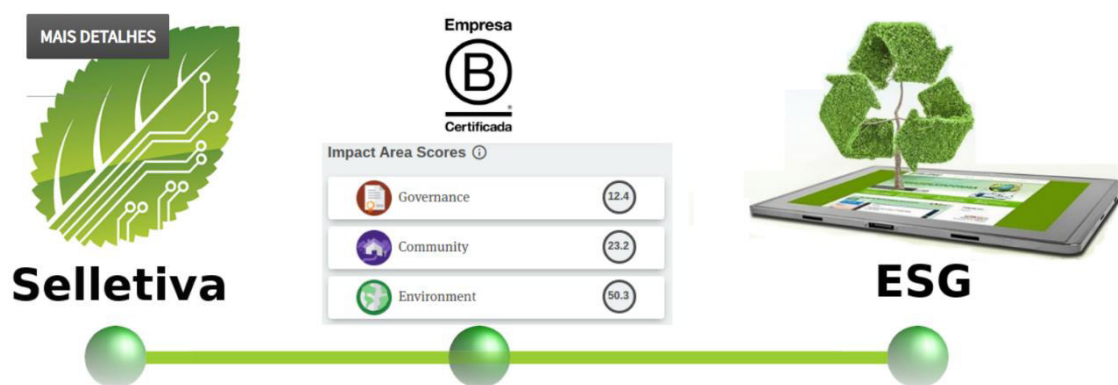 MAIS DETALHES
Selletiva
Empresa
B
®
Certificada
Impact Area Scores
Governance 12.4
Community 23.2
Environment 50.3
ESG